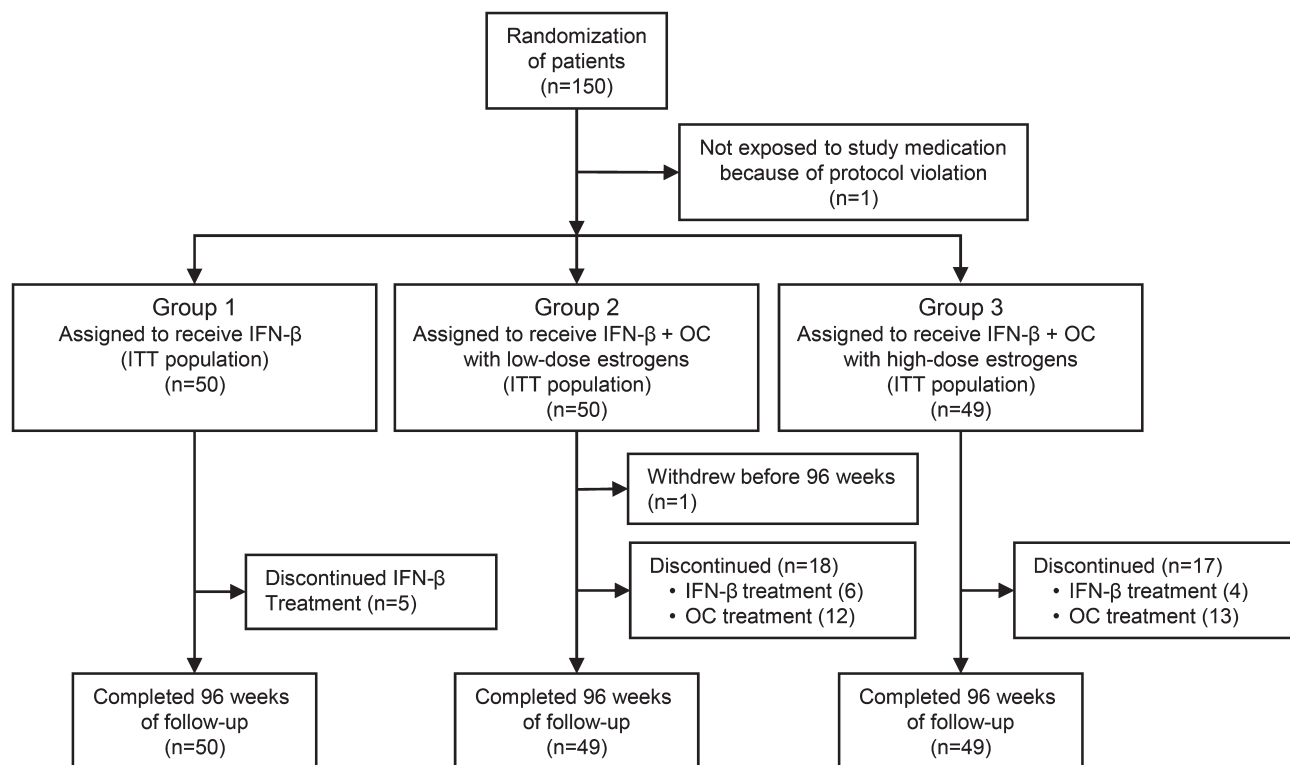 Randomization
of patients
(n=150)
Not exposed to study medication
because of protocol violation
(n=1)
Group 1
Assigned to receive IFN-β
(ITT population)
(n=50)
Group 2
Assigned to receive IFN-β + OC
with low-dose estrogens
(ITT population)
(n=50)
Group 3
Assigned to receive IFN-β + OC
with high-dose estrogens
(ITT population)
(n=49)
Withdrew before 96 weeks
(n=1)
Discontinued IFN-β
Treatment (n=5)
Discontinued (n=18)
• IFN-β treatment (6)
• OC treatment (12)
Discontinued (n=17)
• IFN-β treatment (4)
• OC treatment (13)
Completed 96 weeks
of follow-up
(n=50)
Completed 96 weeks
of follow-up
(n=49)
Completed 96 weeks
of follow-up
(n=49)